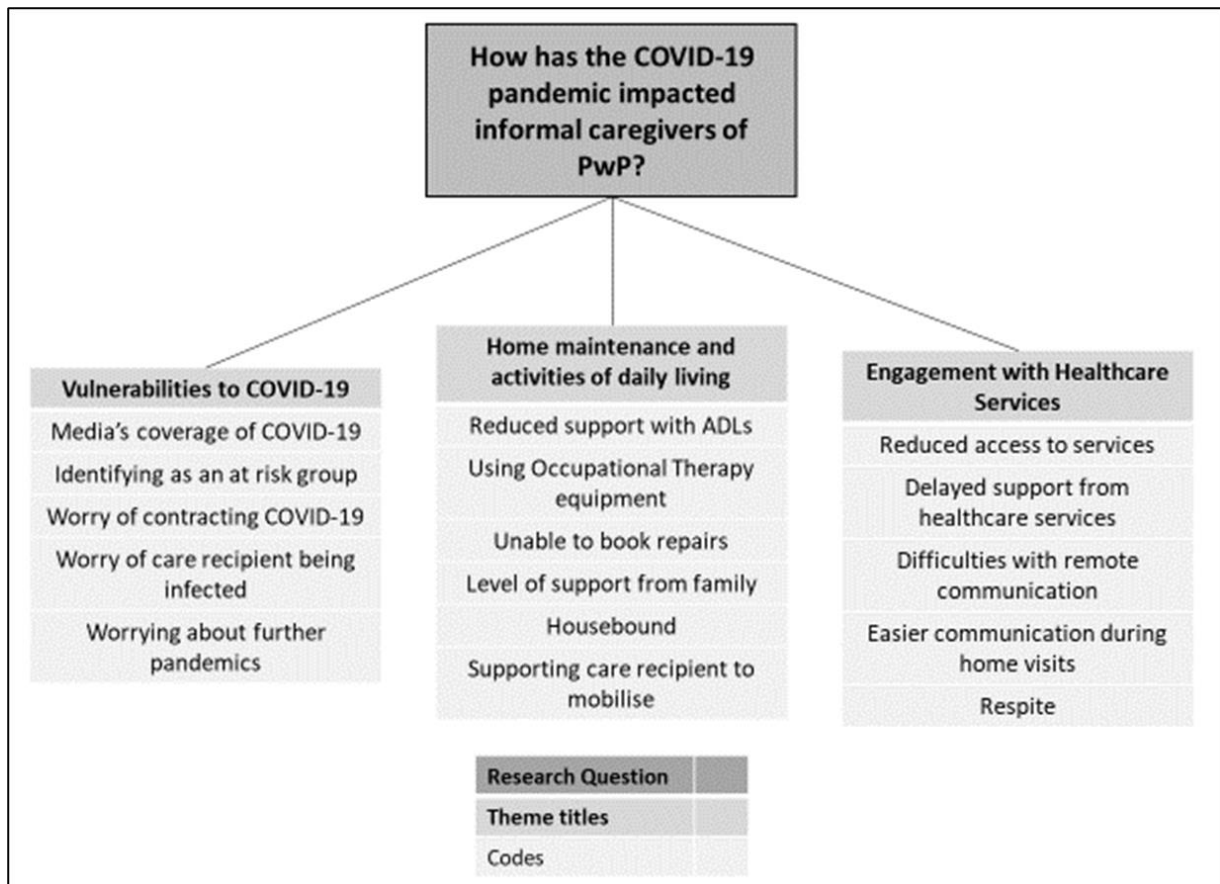 How has the COVID-19
pandemic impacted
informal caregivers of
PwP?
Vulnerabilities to COVID-19
Media's coverage of COVID-19
Identifying as an at risk group
Worry of contracting COVID-19
Worry of care recipient being
infected
Worrying about further
pandemics
Home maintenance and
activities of daily living
Reduced support with ADLs
Using Occupational Therapy
equipment
Unable to book repairs
Level of support from family
Housebound
Supporting care recipient to
mobilise
Engagement with Healthcare
Services
Reduced access to services
Delayed support from
healthcare services
Difficulties with remote
communication
Easier communication during
home visits
Respite
Research Question
Theme titles
Codes